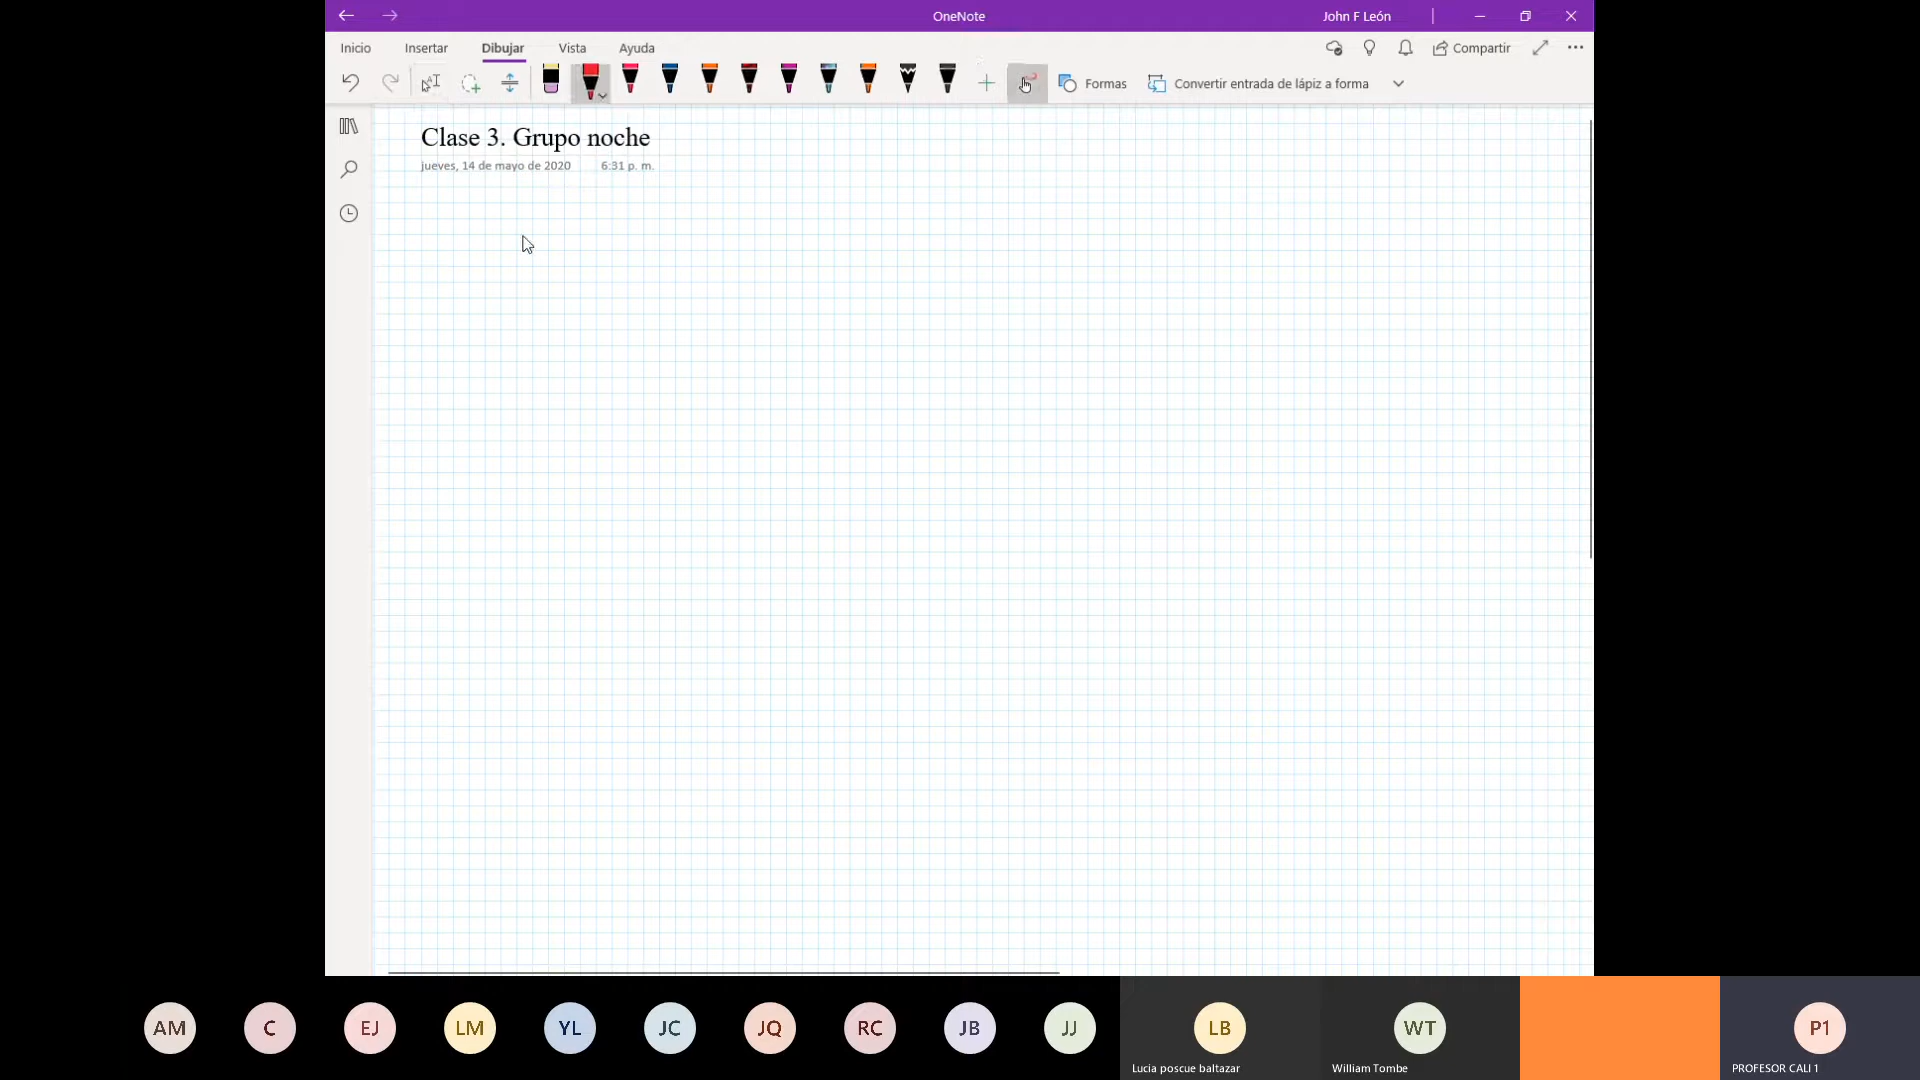 OneNote
John F León
Inicio
Insertar
Dibujar
Vista
Ayuda
Compartir
Formas
Convertir entrada de lápiz a forma
Clase 3. Grupo noche
jueves, 14 de mayo de 2020 6:31 p. m.
AM
C
EJ
LM
YL
JC
JQ
RC
JB
JJ
LB
WT
P1
Lucia poscue baltazar
William Tombe
PROFESOR CALI 1